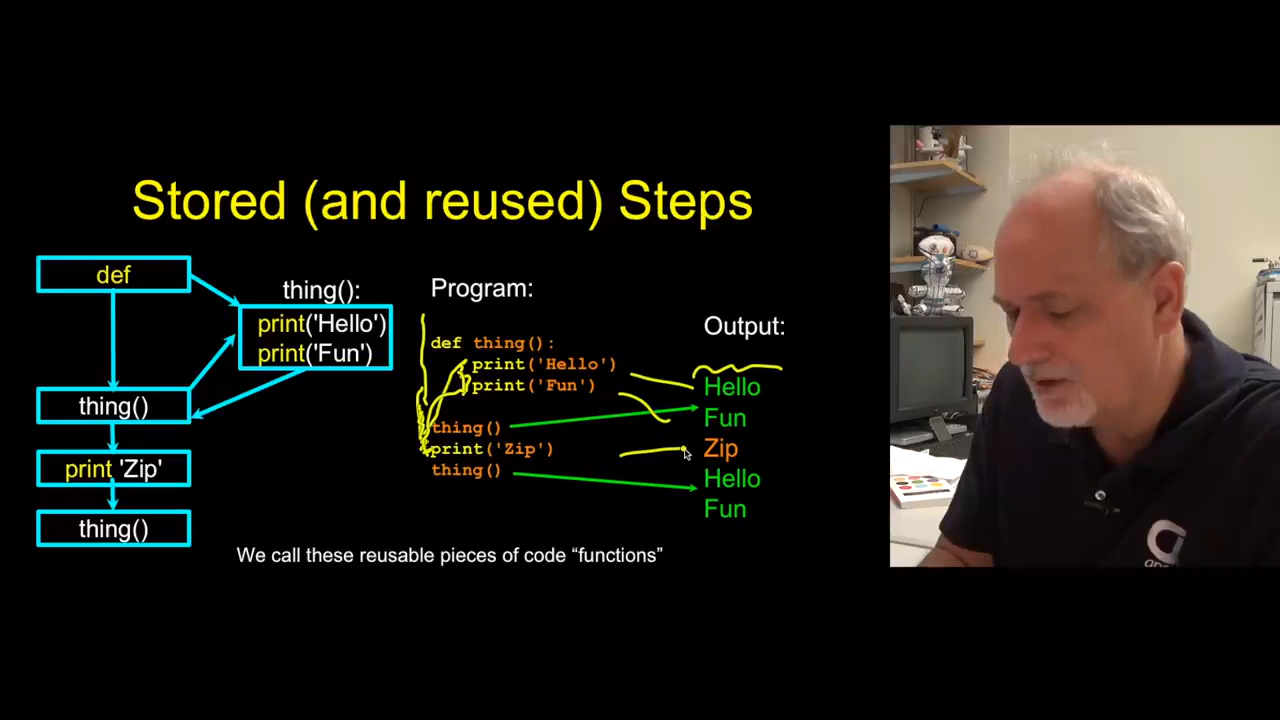 Stored (and reused) Steps
def
thing():
print('Hello')
print('Fun')
thing()
print 'Zip'
thing()
Program:
def thing():
print('Hello')
print('Fun')
thing()
print('Zip')
thing()
Output:
Hello
Fun
Zip
Hello
Fun
We call these reusable pieces of code “functions”